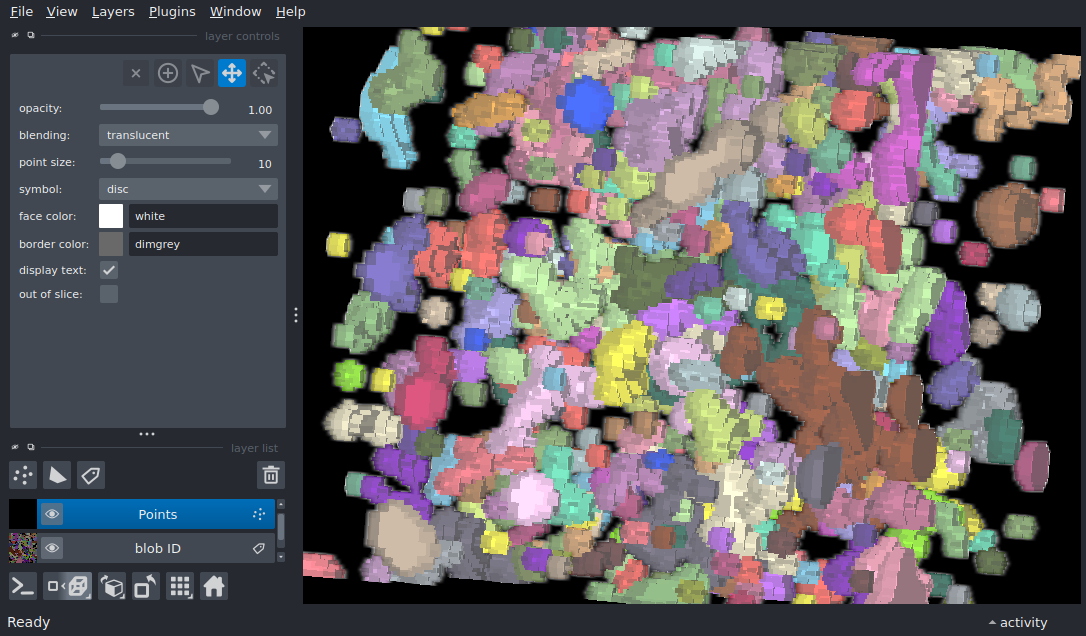 File View Layers Plugins Window Help
layer controls
opacity: 1.00
blending: translucent
point size: 10
symbol: disc
face color: white
border color: dimgrey
display text:
out of slice:
layer list
Points
blob ID
Ready
activity